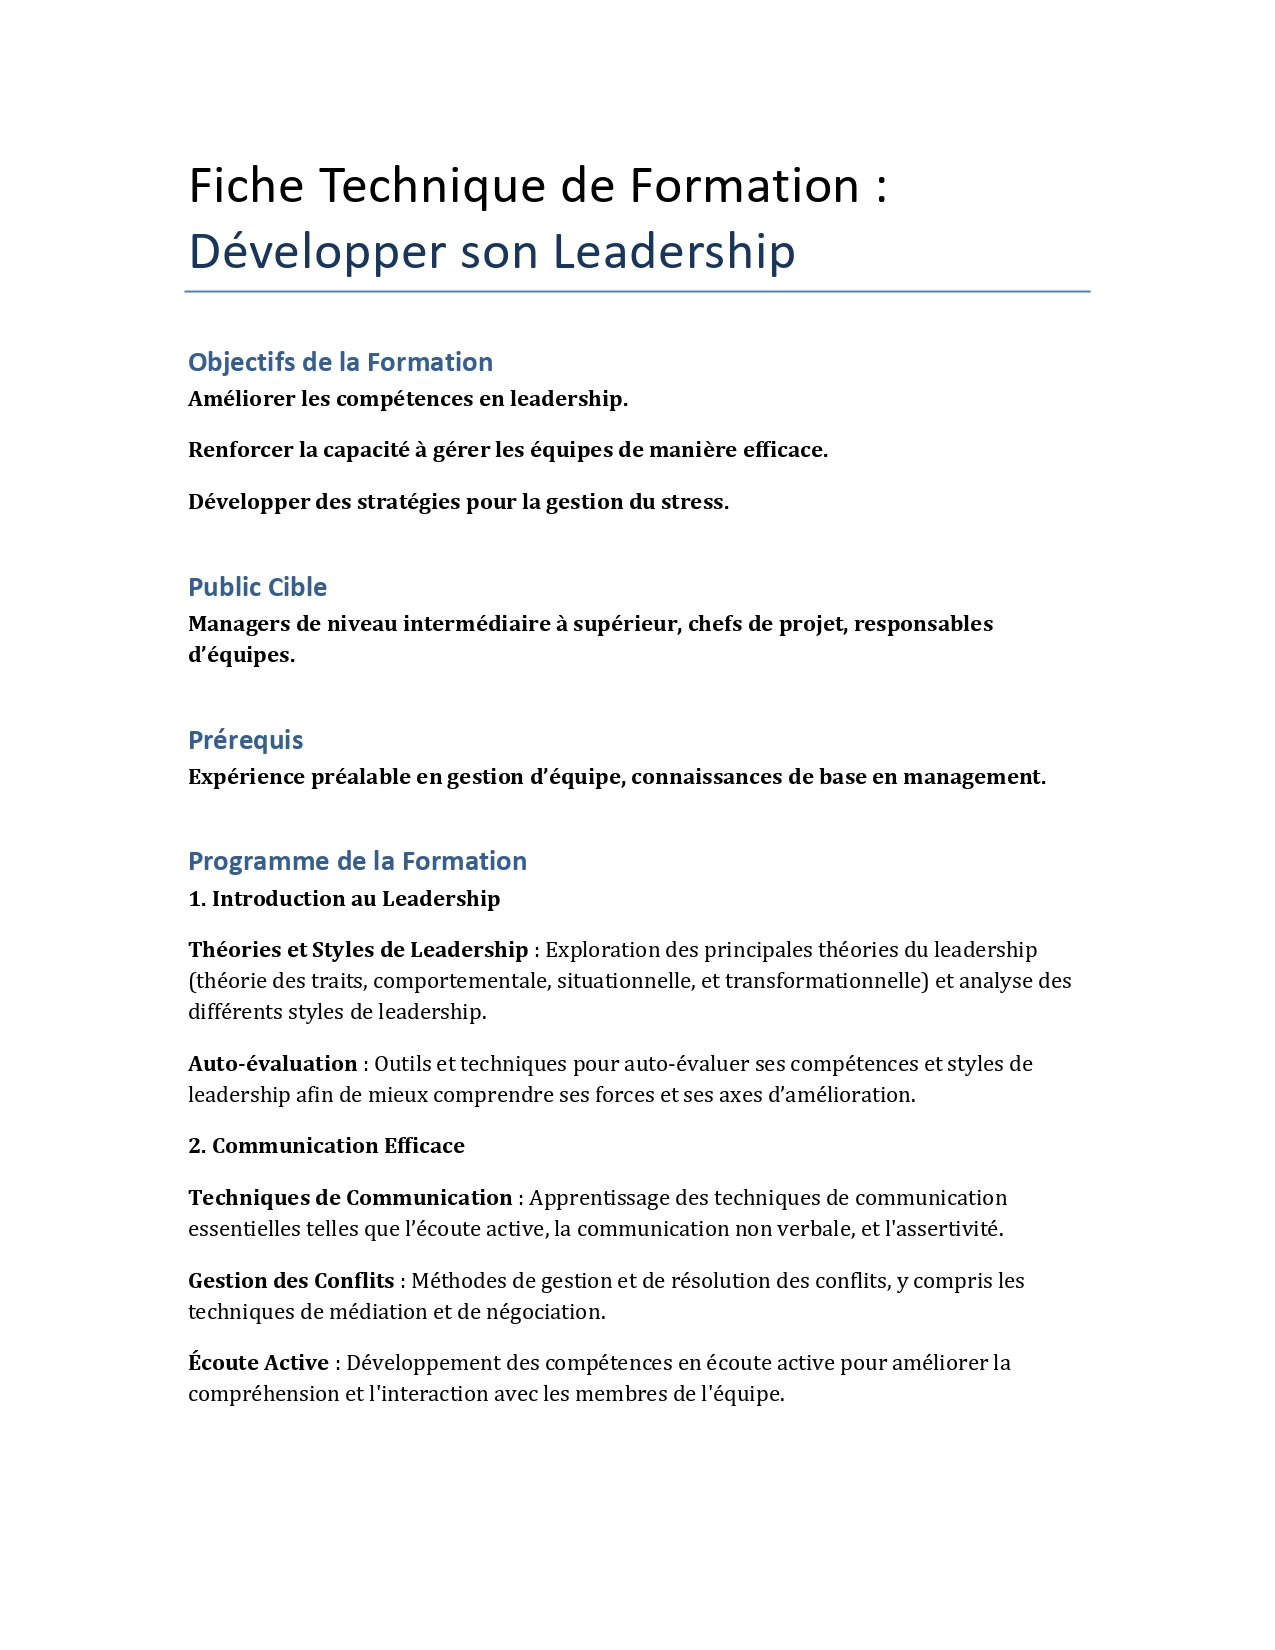 Fiche Technique de Formation :
Développer son Leadership
Objectifs de la Formation
Améliorer les compétences en leadership.
Renforcer la capacité à gérer les équipes de manière efficace.
Développer des stratégies pour la gestion du stress.
Public Cible
Managers de niveau intermédiaire à supérieur, chefs de projet, responsables
d’équipes.
Prérequis
Expérience préalable en gestion d’équipe, connaissances de base en management.
Programme de la Formation
1. Introduction au Leadership
Théories et Styles de Leadership : Exploration des principales théories du leadership
(théorie des traits, comportementale, situationnelle, et transformationnelle) et analyse des
différents styles de leadership.
Auto-évaluation : Outils et techniques pour auto-évaluer ses compétences et styles de
leadership afin de mieux comprendre ses forces et ses axes d’amélioration.
2. Communication Efficace
Techniques de Communication : Apprentissage des techniques de communication
essentielles telles que l’écoute active, la communication non verbale, et l'assertivité.
Gestion des Conflits : Méthodes de gestion et de résolution des conflits, y compris les
techniques de médiation et de négociation.
Écoute Active : Développement des compétences en écoute active pour améliorer la
compréhension et l'interaction avec les membres de l'équipe.